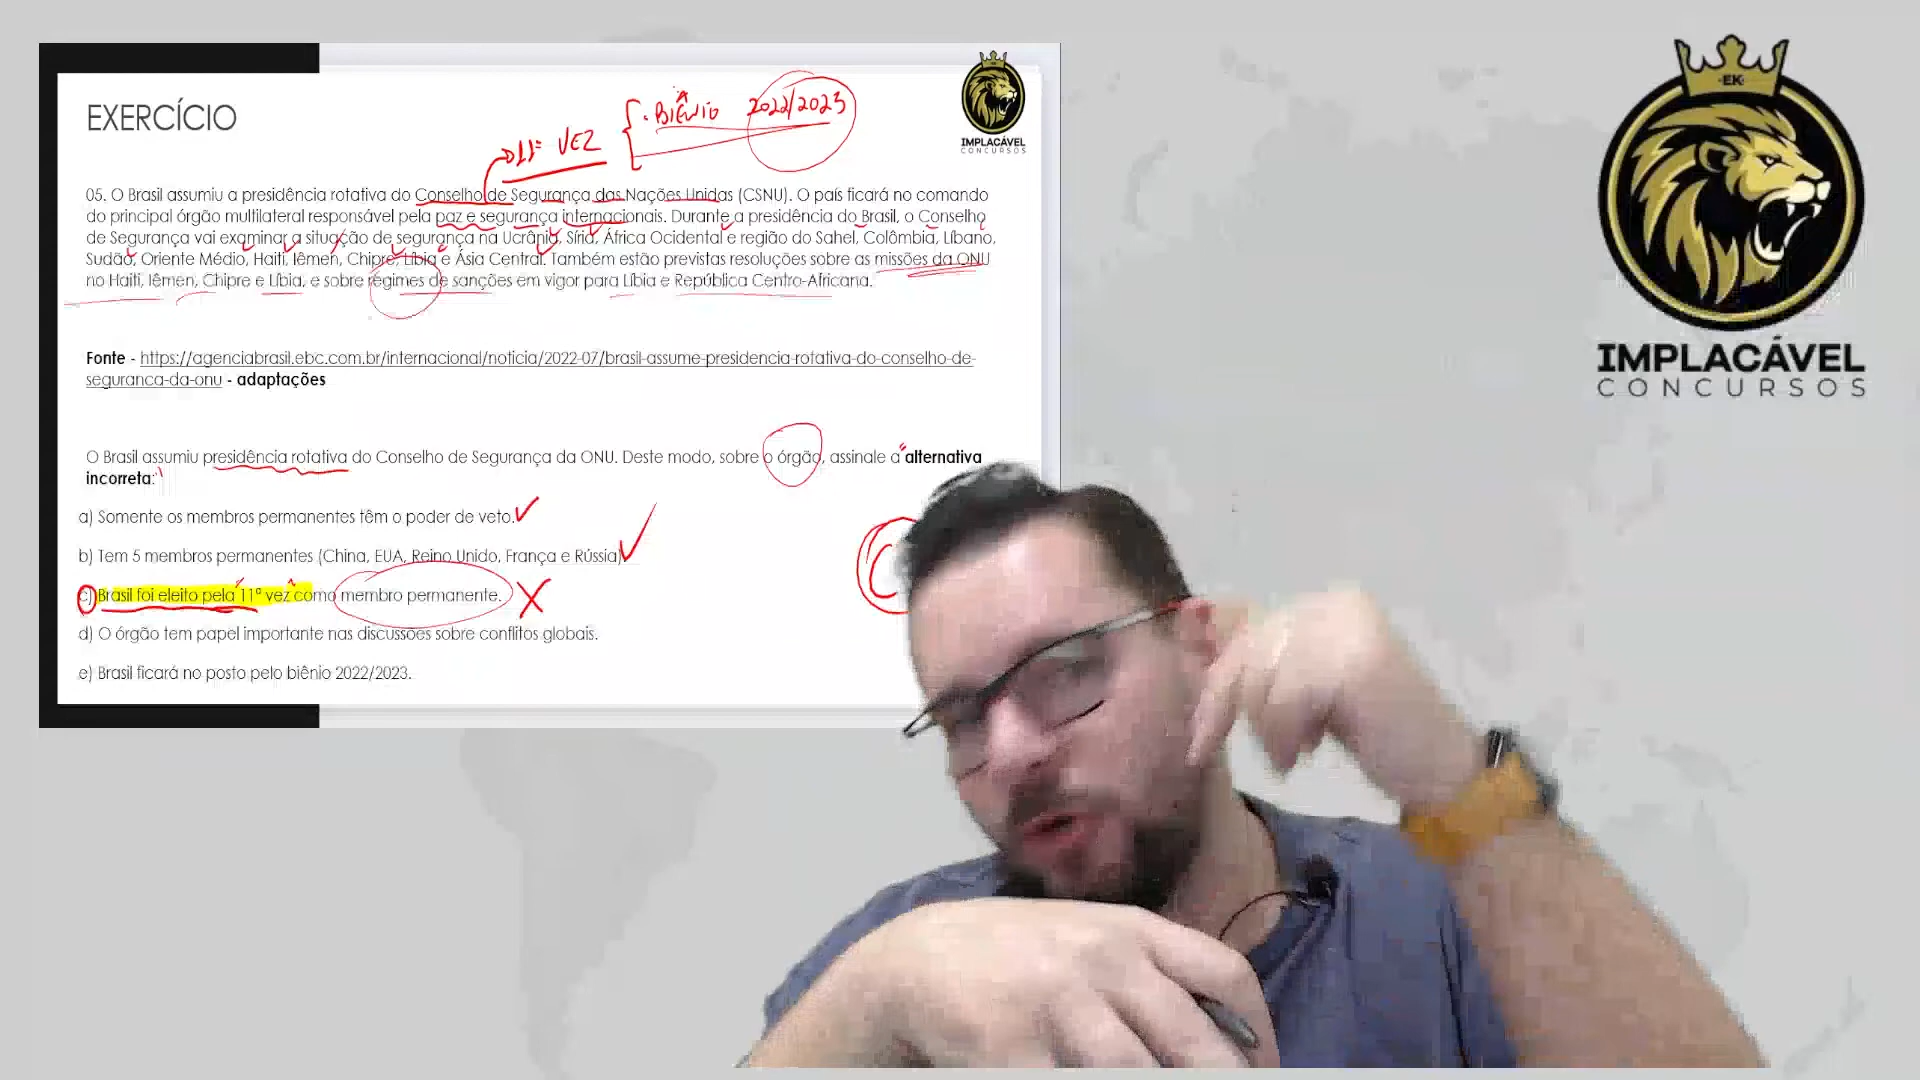 EXERCÍCIO
11ª VEZ
. BIÊNIO 2022/2023
IMPLACÁVEL
CONCURSOS
05. O Brasil assumiu a presidência rotativa do Conselho de Segurança das Nações Unidas (CSNU). O país ficará no comando
do principal órgão multilateral responsável pela paz e segurança internacionais. Durante a presidência do Brasil, o Conselho
de Segurança vai examinar a situação de segurança na Ucrânia, Síria, África Ocidental e região do Sahel, Colômbia, Líbano,
Sudão, Oriente Médio, Haiti, Iêmen, Chipre, Líbia e Ásia Central. Também estão previstas resoluções sobre as missões da ONU
no Haiti, Iêmen, Chipre e Líbia, e sobre regimes de sanções em vigor para Líbia e República Centro-Africana.
Fonte - https://agenciabrasil.ebc.com.br/internacional/noticia/2022-07/brasil-assume-presidencia-rotativa-do-conselho-de-
seguranca-da-onu - adaptações
O Brasil assumiu presidência rotativa do Conselho de Segurança da ONU. Deste modo, sobre o órgão, assinale a alternativa
incorreta:
a) Somente os membros permanentes têm o poder de veto.
b) Tem 5 membros permanentes (China, EUA, Reino Unido, França e Rússia)
c) Brasil foi eleito pela 11ª vez como membro permanente.
d) O órgão tem papel importante nas discussões sobre conflitos globais.
e) Brasil ficará no posto pelo biênio 2022/2023.
C
EK
IMPLACÁVEL
CONCURSOS